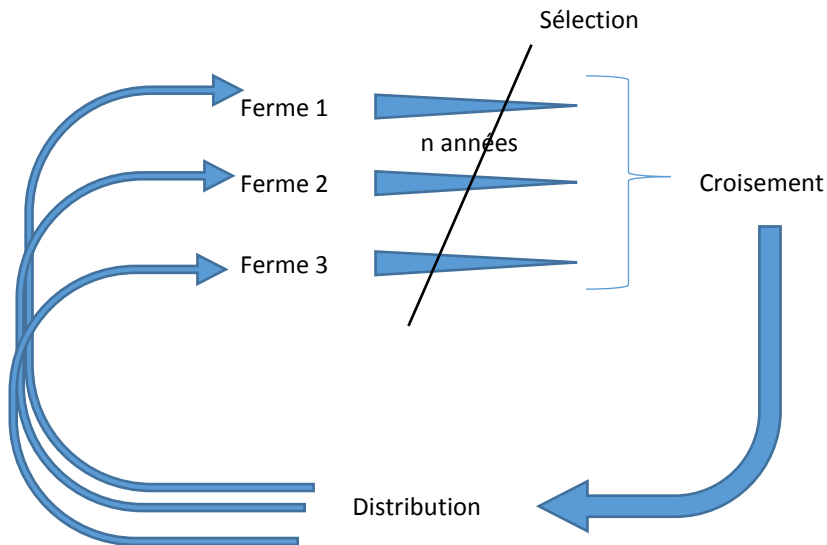 Sélection
Ferme 1
n années
Ferme 2
Croisement
Ferme 3
Distribution